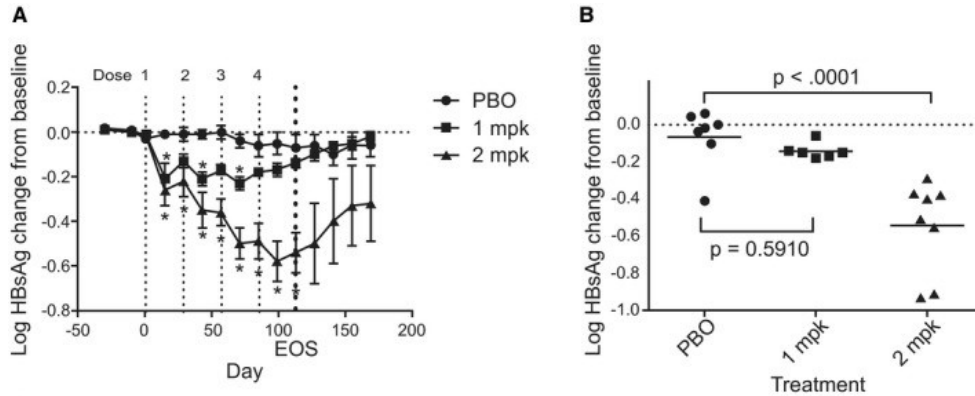 A
Log HBsAg change from baseline
Dose 1 2 3 4
0.2
0.0
-0.2
-0.4
-0.6
-0.8
-50 0 50 100 150 200
EOS
Day
* * *
* * * * * * * *
PBO
1 mpk
2 mpk
B
Log HBsAg change from baseline
p < .0001
0.0
-0.2
-0.4
-0.6
-0.8
-1.0
p = 0.5910
PBO
1 mpk
2 mpk
Treatment